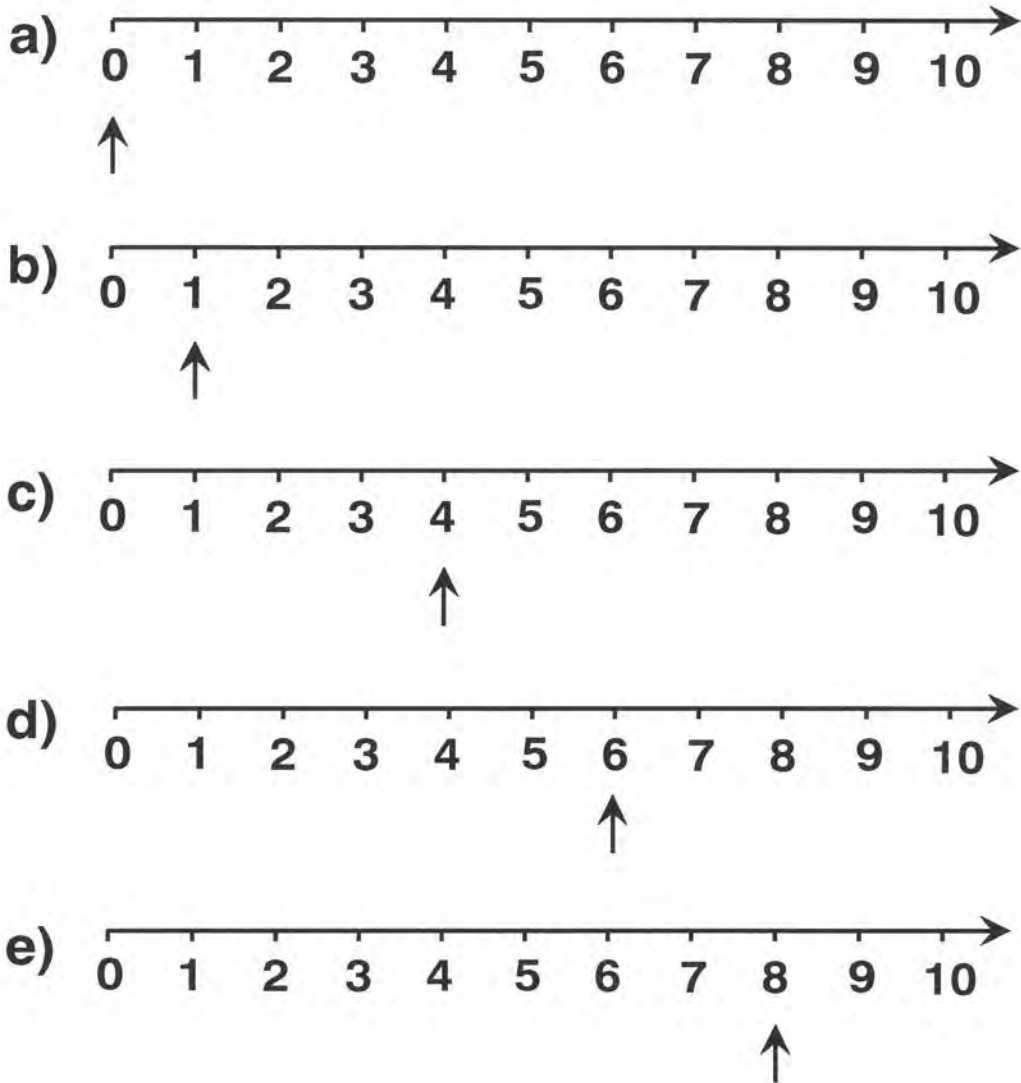 a) 0 1 2 3 4 5 6 7 8 9 10
b) 0 1 2 3 4 5 6 7 8 9 10
c) 0 1 2 3 4 5 6 7 8 9 10
d) 0 1 2 3 4 5 6 7 8 9 10
e) 0 1 2 3 4 5 6 7 8 9 10